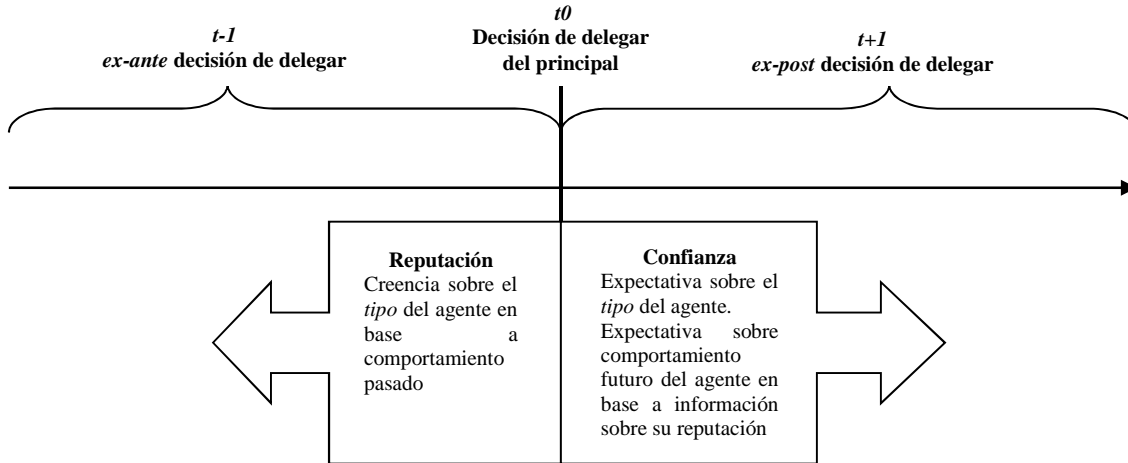 t-1
ex-ante decisión de delegar
t0
Decisión de delegar
del principal
t+1
ex-post decisión de delegar
Reputación
Creencia sobre el
tipo del agente en
base a
comportamiento
pasado
Confianza
Expectativa sobre el
tipo del agente.
Expectativa sobre
comportamiento
futuro del agente en
base a información
sobre su reputación